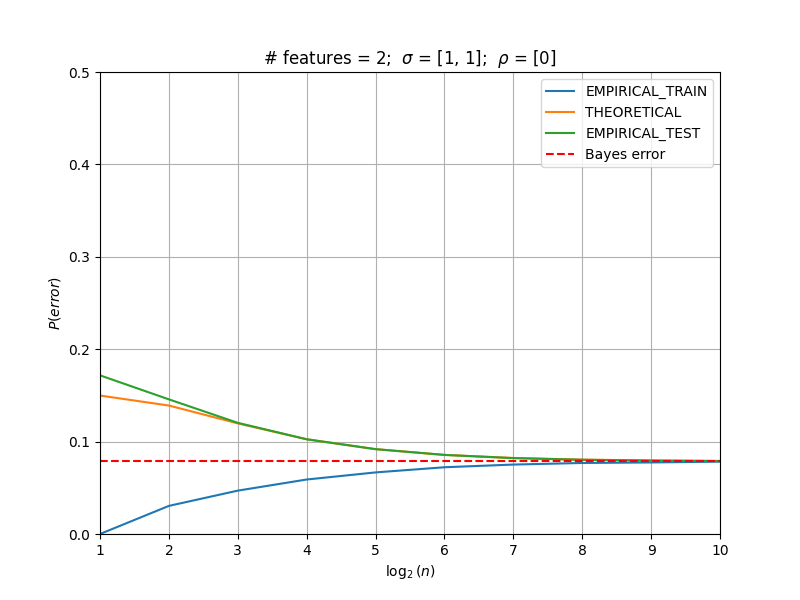 # features = 2; σ = [1, 1]; ρ = [0]
EMPIRICAL_TRAIN
THEORETICAL
EMPIRICAL_TEST
Bayes error
P(error)
0.5
0.4
0.3
0.2
0.1
0.0
1 2 3 4 5 6 7 8 9 10
log₂(n)